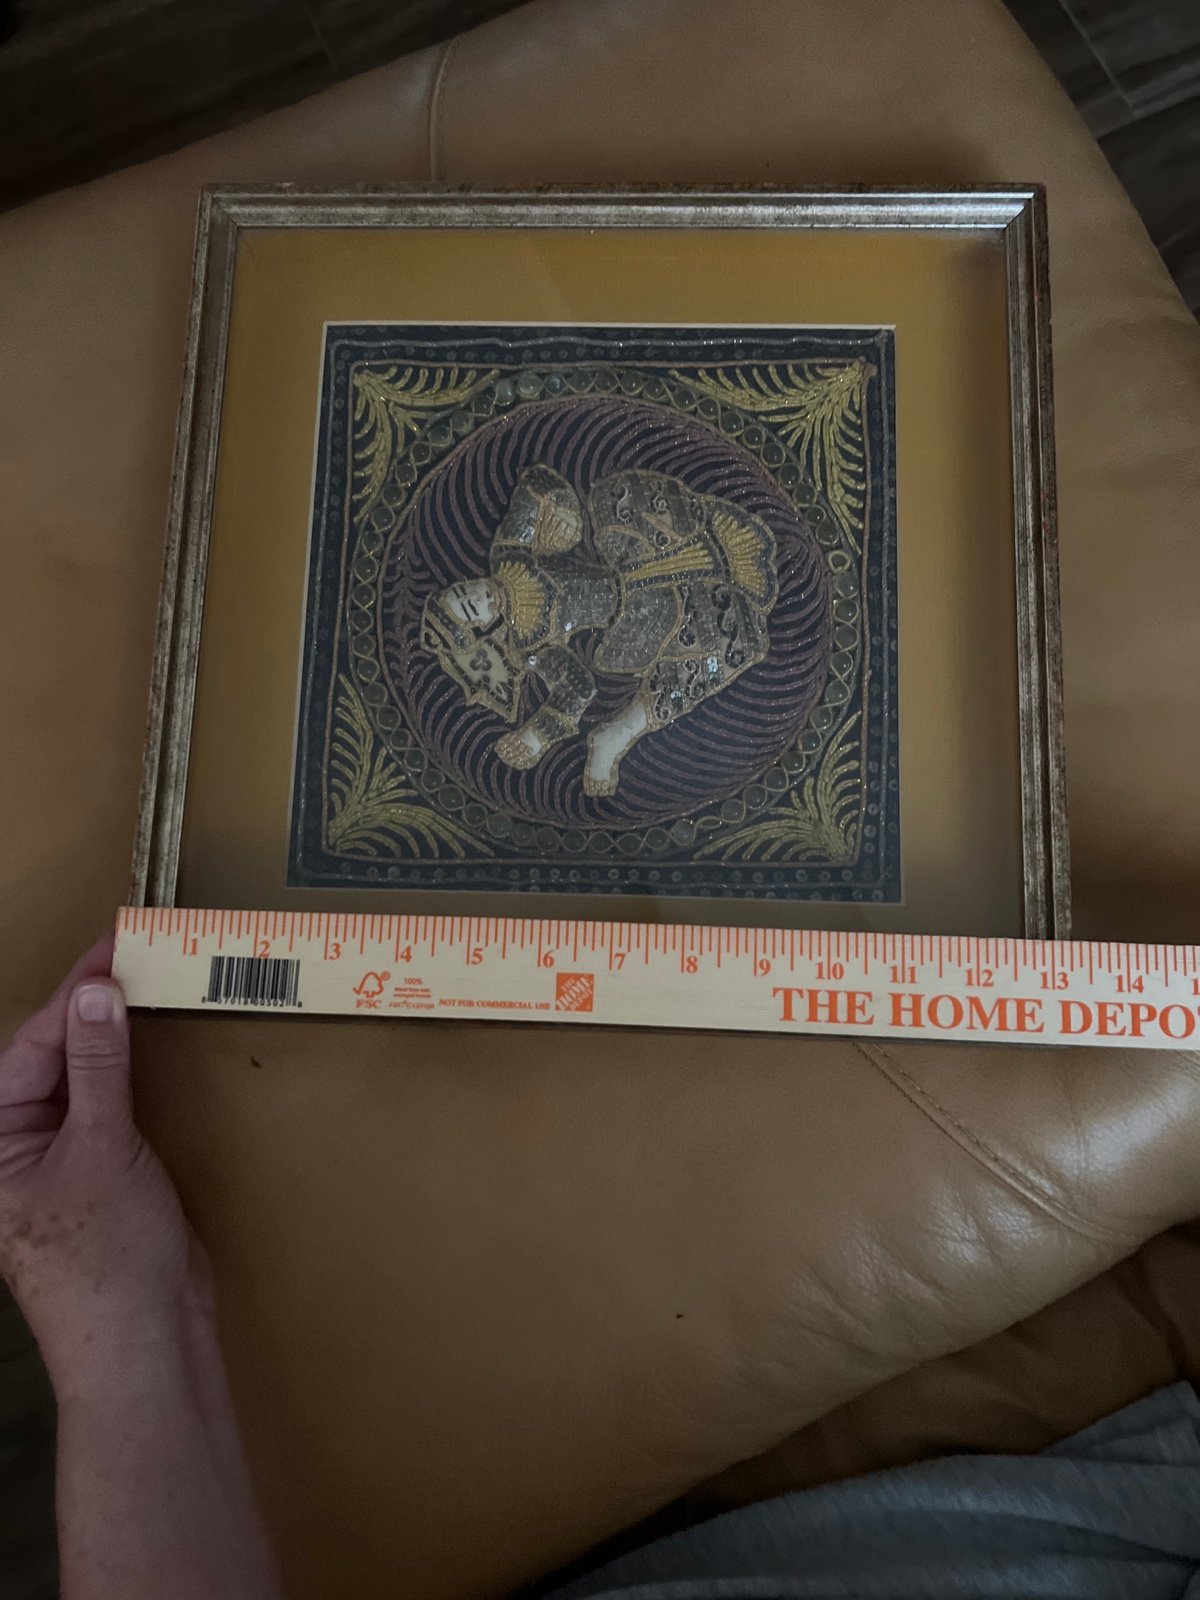 1 2 3 4 5 6 7 8 9 10 11 12 13 14
FSC
100%
NOT FOR COMMERCIAL USE
THE HOME DEPOT
THE HOME DEPO